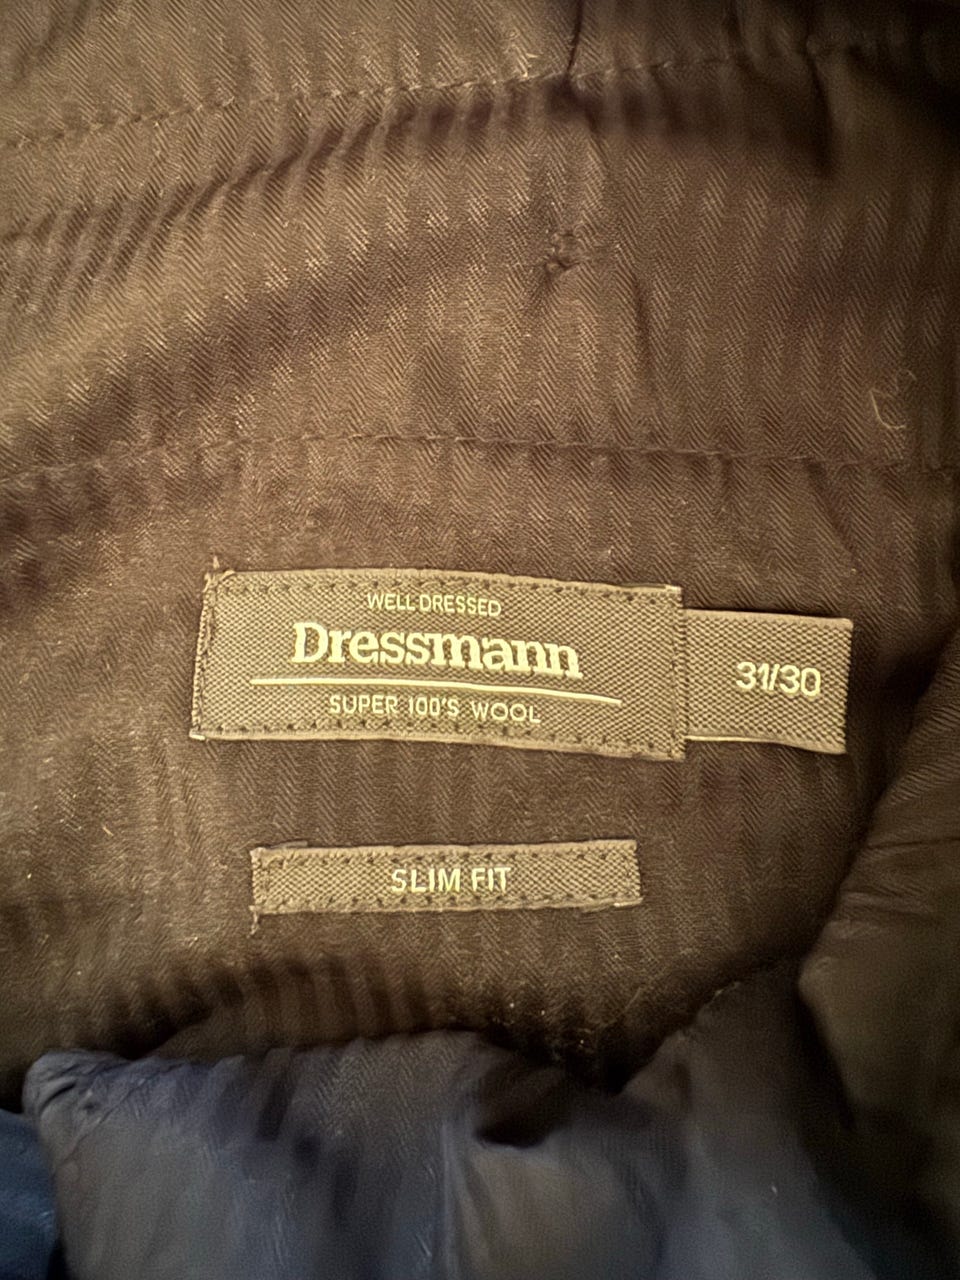 WELL DRESSED
Dressmann
SUPER 100'S WOOL
31/30
SLIM FIT